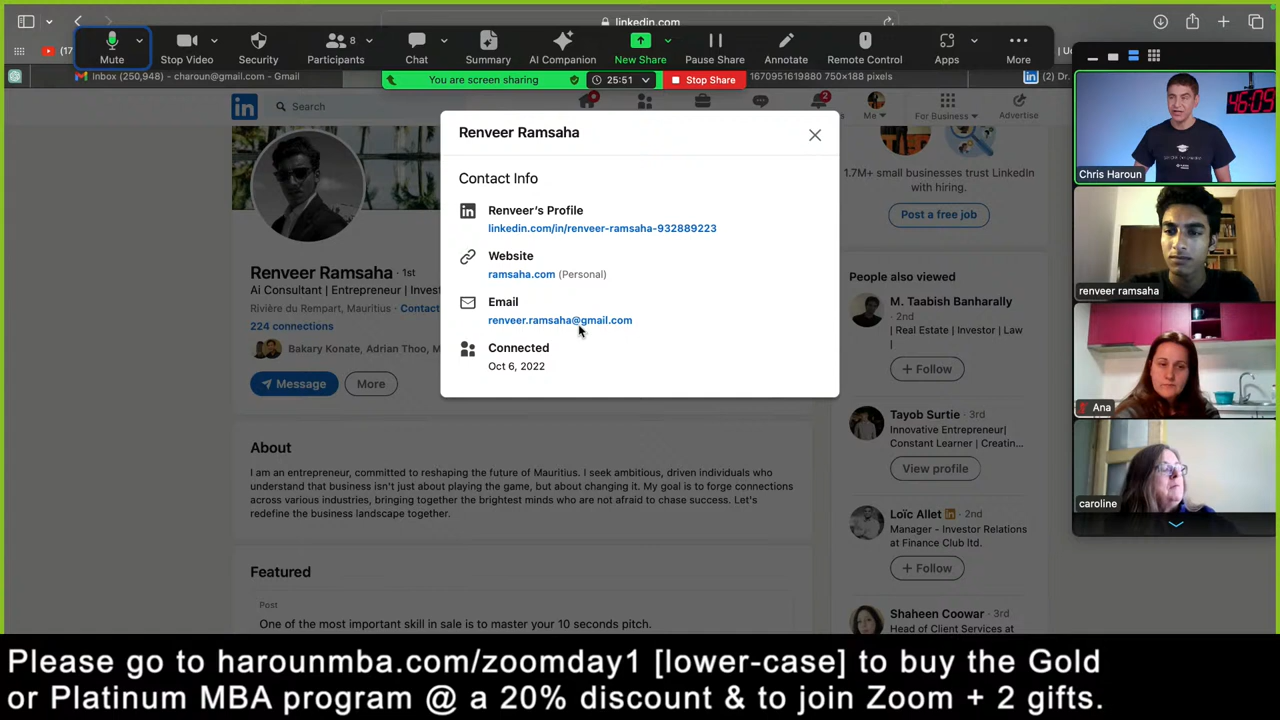 linkedin.com
Mute
Stop Video
Security
8
Participants
Chat
Summary
AI Companion
New Share
Pause Share
Annotate
Remote Control
Apps
More
(17
Inbox (250,948) - charoun@gmail.com - Gmail
You are screen sharing
25:51
Stop Share
1670951619880 750×188 pixels
(2) Dr.
in
Search
2
Me
For Business
Advertise
Renveer Ramsaha
Contact Info
Renveer's Profile
linkedin.com/in/renveer-ramsaha-932889223
Website
ramsaha.com (Personal)
Email
renveer.ramsaha@gmail.com
Connected
Oct 6, 2022
Renveer Ramsaha · 1st
Ai Consultant | Entrepreneur | Invest
Rivière du Rempart, Mauritius · Contact
224 connections
Bakary Konate, Adrian Thoo, M
Message
More
About
I am an entrepreneur, committed to reshaping the future of Mauritius. I seek ambitious, driven individuals who
understand that business isn't just about playing the game, but about changing it. My goal is to forge connections
across various industries, bringing together the brightest minds who are not afraid to chase success. Let's
redefine the business landscape together.
Featured
Post
One of the most important skill in sale is to master your 10 seconds pitch.
1.7M+ small businesses trust LinkedIn
with hiring.
Post a free job
People also viewed
M. Taabish Banharally
· 2nd
| Real Estate | Investor | Law
|
+ Follow
Tayob Surtie · 3rd
Innovative Entrepreneur|
Constant Learner | Creatin...
View profile
Loïc Allet in · 2nd
Manager - Investor Relations
at Finance Club ltd.
+ Follow
Shaheen Coowar · 3rd
Head of Client Services at
46:09
Chris Haroun
renveer ramsaha
Ana
caroline
Please go to harounmba.com/zoomday1 [lower-case] to buy the Gold
or Platinum MBA program @ a 20% discount & to join Zoom + 2 gifts.